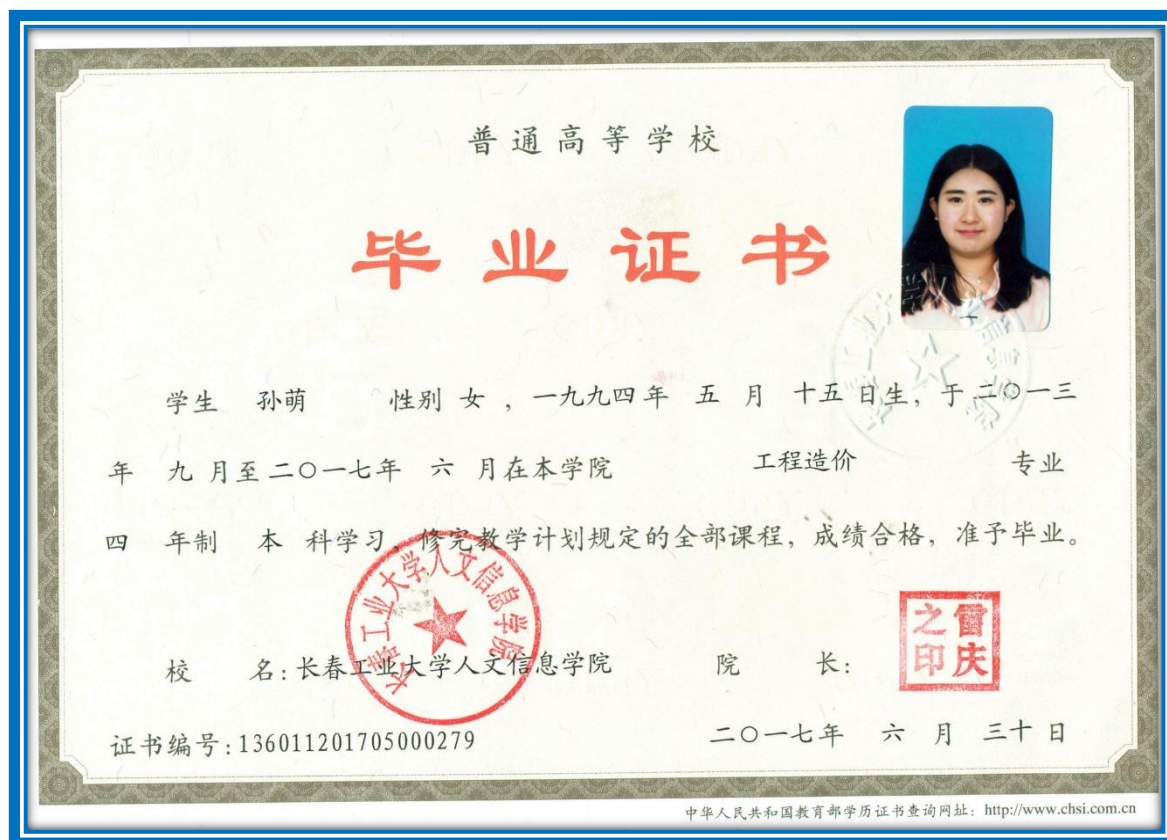 普通高等学校
毕业证书
学生 孙萌 性别 女 ，一九九四年 五 月 十五 日生，于二〇一三
年 九 月至二〇一七年 六 月在本学院 工程造价 专业
四 年制 本 科学习，修完教学计划规定的全部课程，成绩合格，准予毕业。
长春工业大学人文信息学院
校 名：长春工业大学人文信息学院 院 长：
证书编号：136011201705000279 二〇一七年 六 月 三十 日
中华人民共和国教育部学历证书查询网址：http://www.chsi.com.cn